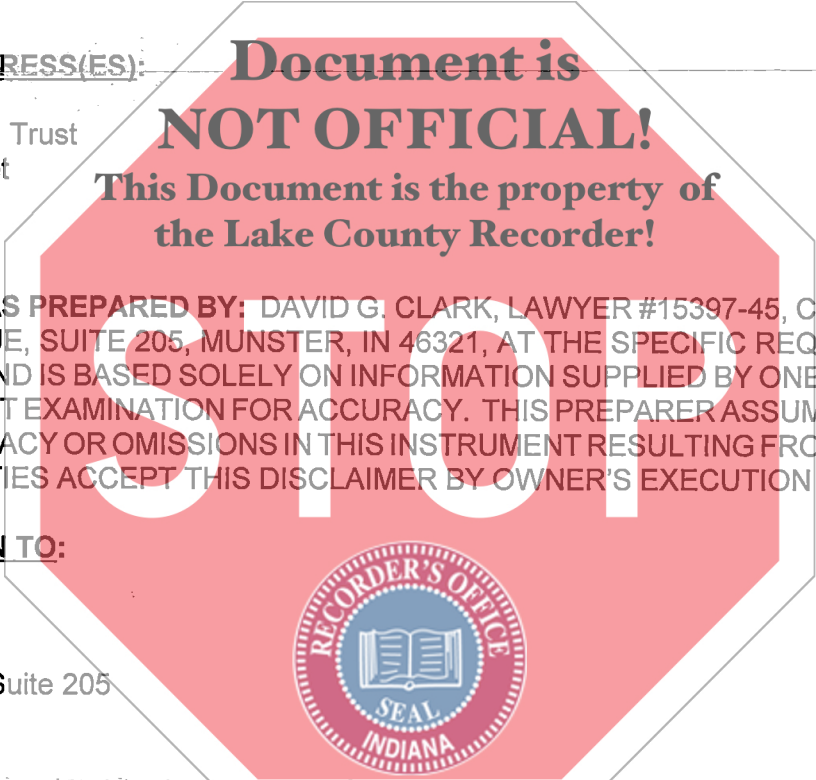 RESS(ES):
Document is
NOT OFFICIAL!
Trust
This Document is the property of
the Lake County Recorder!
S PREPARED BY: DAVID G. CLARK, LAWYER #15397-45, C
E, SUITE 205, MUNSTER, IN 46321, AT THE SPECIFIC REQ
ND IS BASED SOLELY ON INFORMATION SUPPLIED BY ONE
T EXAMINATION FOR ACCURACY. THIS PREPARER ASSUM
ACY OR OMISSIONS IN THIS INSTRUMENT RESULTING FRO
TIES ACCEPT THIS DISCLAIMER BY OWNER'S EXECUTION
STOP
N TO:
Suite 205
RECORDER'S OFFICE
SEAL
INDIANA